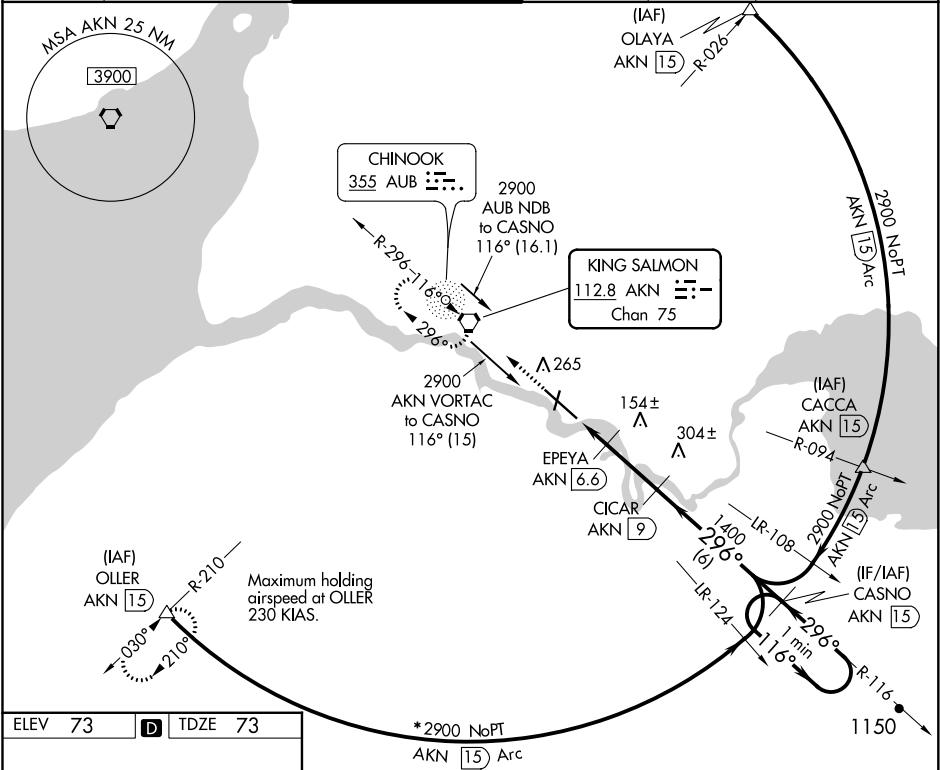 MSA AKN 25 NM
3900
(IAF)
OLAYA
AKN 15
R-026
CHINOOK
355 AUB
2900
AUB NDB
to CASNO
116° (16.1)
R-296
116°
296°
KING SALMON
112.8 AKN
Chan 75
2900 NoPT
AKN 15 Arc
2900
AKN VORTAC
to CASNO
116° (15)
265
154±
304±
EPEYA
AKN 6.6
CICAR
AKN 9
(IAF)
CACCA
AKN 15
R-094
2900 NoPT
AKN 15 Arc
1400
296°
(6)
LR-108
LR-124
(IF/IAF)
CASNO
AKN 15
296°
1 min
116°
R-116
1150
(IAF)
OLLER
AKN 15
R-210
030°
210°
Maximum holding
airspeed at OLLER
230 KIAS.
*2900 NoPT
AKN 15 Arc
ELEV 73 D TDZE 73